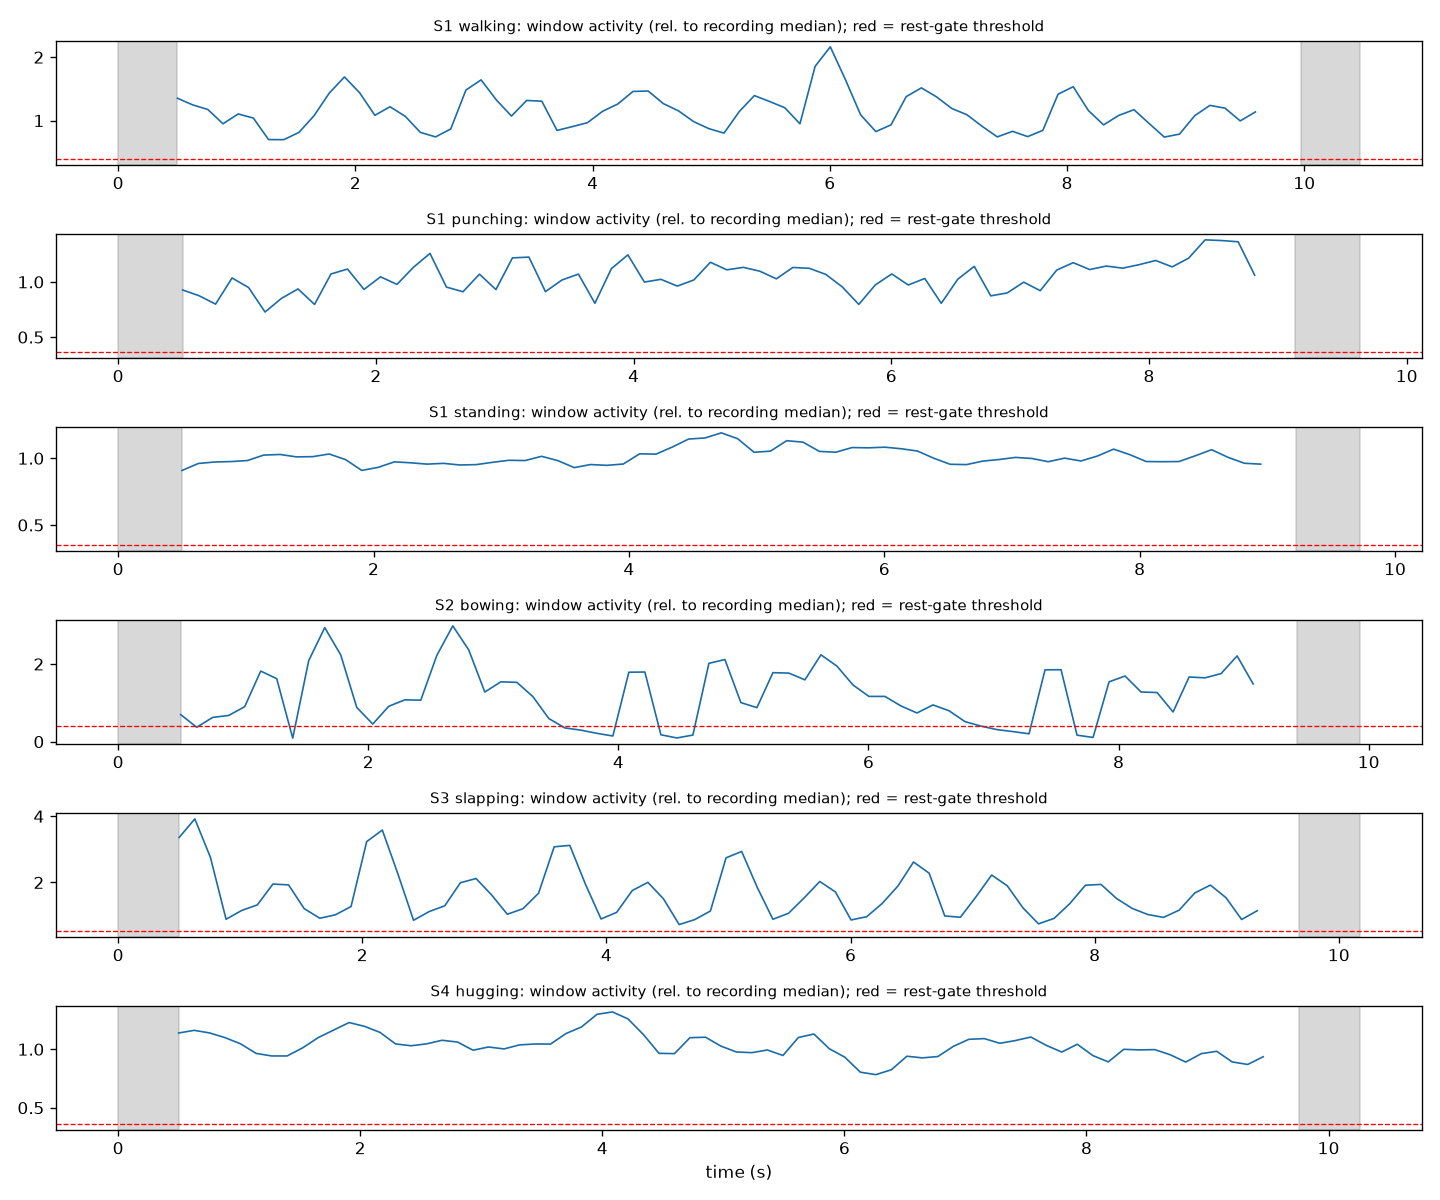 S1 walking: window activity (rel. to recording median); red = rest-gate threshold
2
1
0 2 4 6 8 10
S1 punching: window activity (rel. to recording median); red = rest-gate threshold
1.0
0.5
0 2 4 6 8 10
S1 standing: window activity (rel. to recording median); red = rest-gate threshold
1.0
0.5
0 2 4 6 8 10
S2 bowing: window activity (rel. to recording median); red = rest-gate threshold
2
0
0 2 4 6 8 10
S3 slapping: window activity (rel. to recording median); red = rest-gate threshold
4
2
0 2 4 6 8 10
S4 hugging: window activity (rel. to recording median); red = rest-gate threshold
1.0
0.5
0 2 4 6 8 10
time (s)